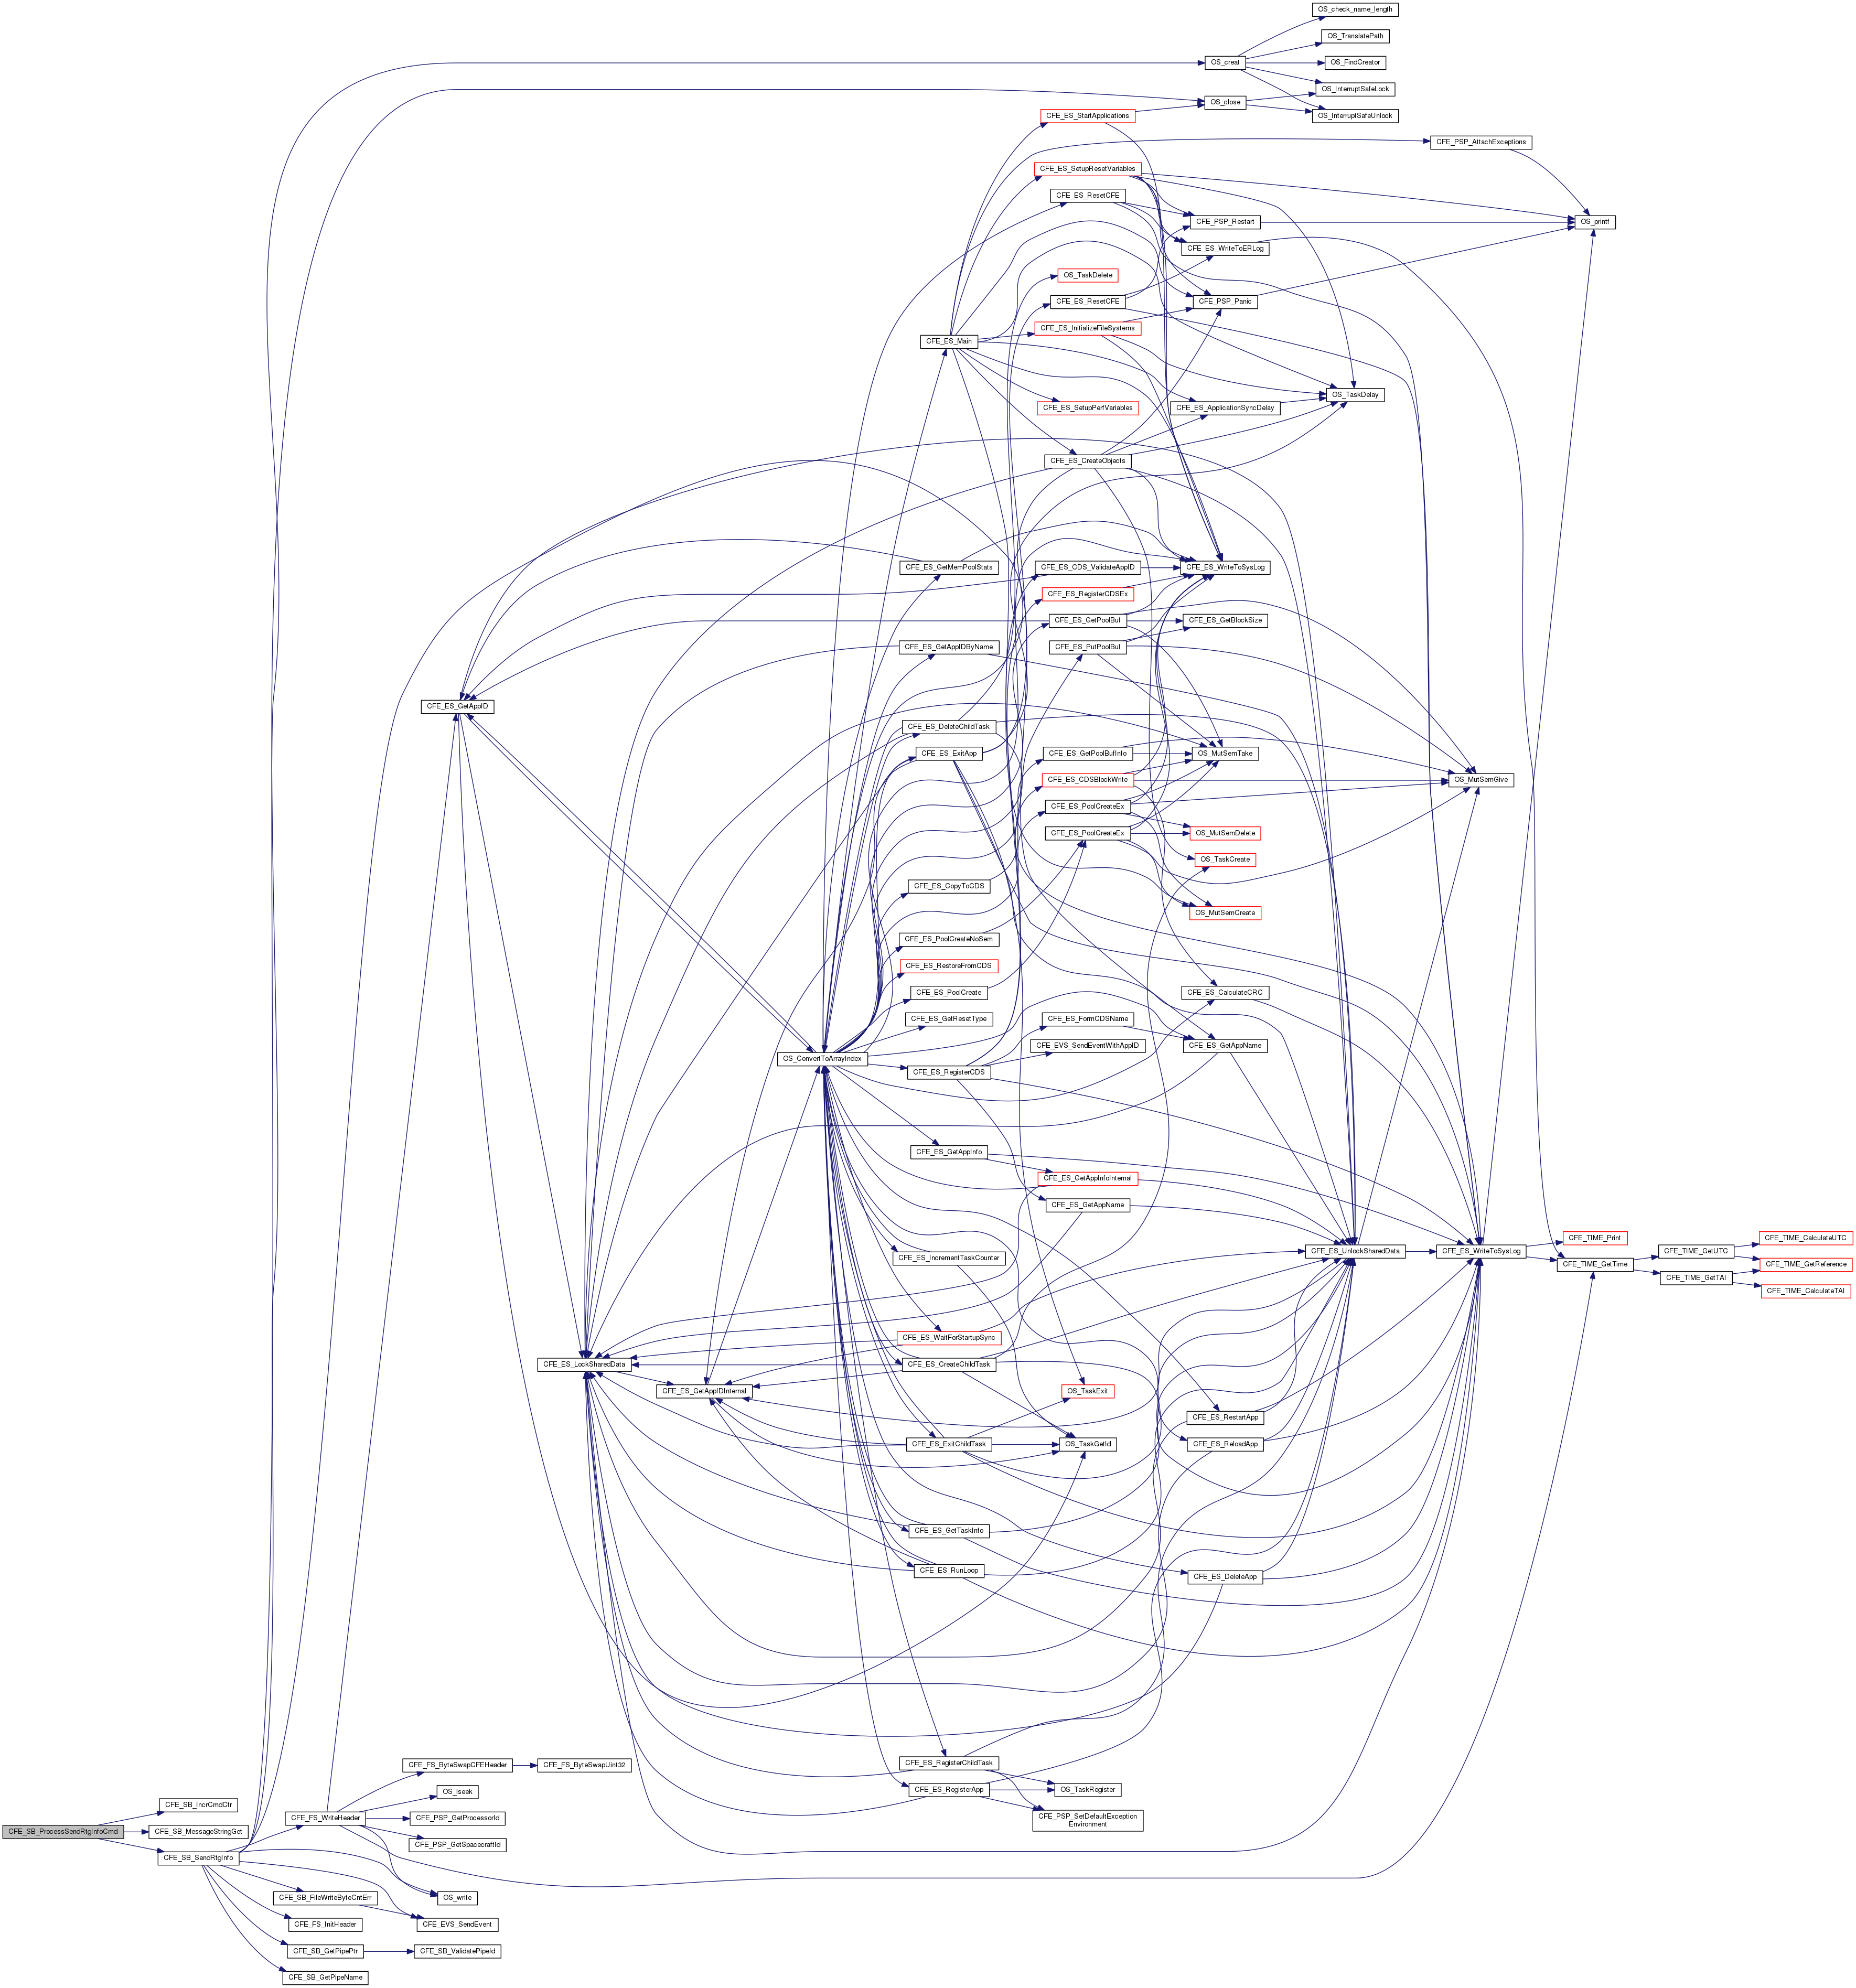 OS_check_name_length
OS_TranslatePath
OS_creat
OS_FindCreator
OS_InterruptSafeLock
OS_close
OS_InterruptSafeUnlock
CFE_ES_StartApplications
CFE_PSP_AttachExceptions
CFE_ES_SetupResetVariables
CFE_ES_ResetCFE
CFE_PSP_Restart
OS_printf
CFE_ES_WriteToERLog
OS_TaskDelete
CFE_ES_ResetCFE
CFE_PSP_Panic
CFE_ES_InitializeFileSystems
CFE_ES_Main
OS_TaskDelay
CFE_ES_SetupPerfVariables
CFE_ES_ApplicationSyncDelay
CFE_ES_CreateObjects
CFE_ES_GetMemPoolStats
CFE_ES_CDS_ValidateAppID
CFE_ES_WriteToSysLog
CFE_ES_RegisterCDSEx
CFE_ES_GetPoolBuf
CFE_ES_GetBlockSize
CFE_ES_GetAppIDByName
CFE_ES_PutPoolBuf
CFE_ES_GetAppID
CFE_ES_DeleteChildTask
CFE_ES_ExitApp
CFE_ES_GetPoolBufInfo
OS_MutSemTake
CFE_ES_CDSBlockWrite
OS_MutSemGive
CFE_ES_PoolCreateEx
CFE_ES_PoolCreateEx
OS_MutSemDelete
OS_TaskCreate
CFE_ES_CopyToCDS
OS_MutSemCreate
CFE_ES_PoolCreateNoSem
CFE_ES_RestoreFromCDS
CFE_ES_PoolCreate
CFE_ES_CalculateCRC
CFE_ES_GetResetType
CFE_ES_FormCDSName
CFE_EVS_SendEventWithAppID
CFE_ES_GetAppName
OS_ConvertToArrayIndex
CFE_ES_RegisterCDS
CFE_ES_GetAppInfo
CFE_ES_GetAppInfoInternal
CFE_ES_GetAppName
CFE_TIME_Print
CFE_TIME_CalculateUTC
CFE_ES_IncrementTaskCounter
CFE_ES_UnlockSharedData
CFE_ES_WriteToSysLog
CFE_TIME_GetUTC
CFE_TIME_GetTime
CFE_TIME_GetReference
CFE_TIME_GetTAI
CFE_TIME_CalculateTAI
CFE_ES_WaitForStartupSync
CFE_ES_LockSharedData
CFE_ES_CreateChildTask
CFE_ES_GetAppIDInternal
OS_TaskExit
CFE_ES_RestartApp
CFE_ES_ExitChildTask
OS_TaskGetId
CFE_ES_ReloadApp
CFE_ES_GetTaskInfo
CFE_ES_RunLoop
CFE_ES_DeleteApp
CFE_ES_RegisterChildTask
CFE_FS_ByteSwapCFEHeader
CFE_FS_ByteSwapUint32
CFE_ES_RegisterApp
OS_TaskRegister
OS_lseek
CFE_SB_IncrCmdCtr
CFE_FS_WriteHeader
CFE_PSP_GetProcessorId
CFE_PSP_SetDefaultException
Environment
CFE_SB_ProcessSendRtgInfoCmd
CFE_SB_MessageStringGet
CFE_PSP_GetSpacecraftId
CFE_SB_SendRtgInfo
CFE_SB_FileWriteByteCntErr
OS_write
CFE_FS_InitHeader
CFE_EVS_SendEvent
CFE_SB_GetPipePtr
CFE_SB_ValidatePipeId
CFE_SB_GetPipeName